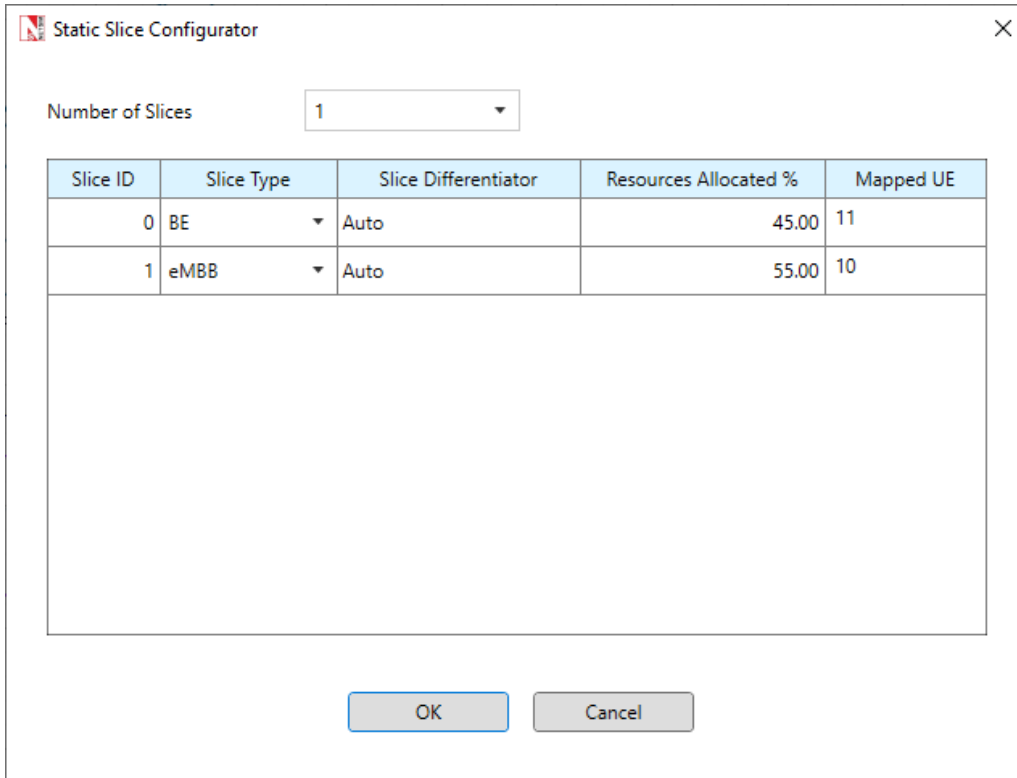 Static Slice Configurator
Number of Slices 1
Slice ID Slice Type Slice Differentiator Resources Allocated % Mapped UE
0 BE Auto 45.00 11
1 eMBB Auto 55.00 10
OK Cancel